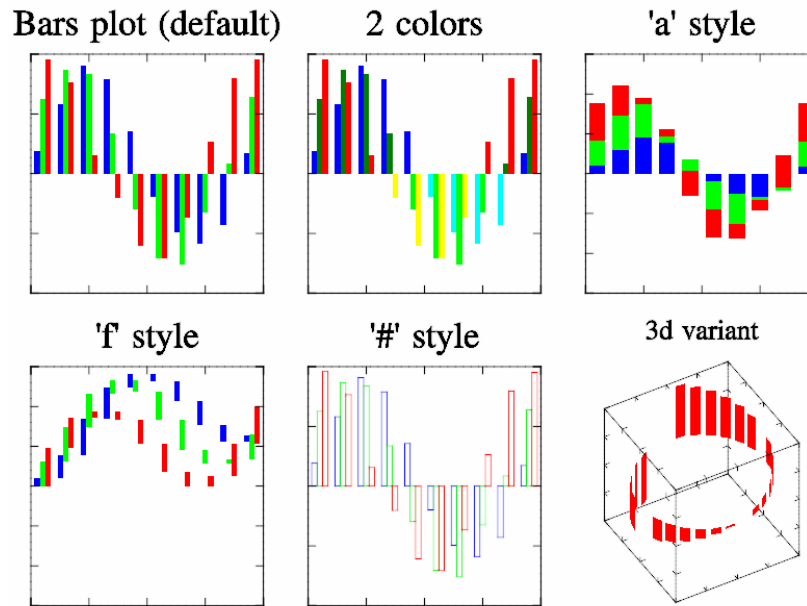 Bars plot (default)
2 colors
'a' style
'f' style
'#' style
3d variant